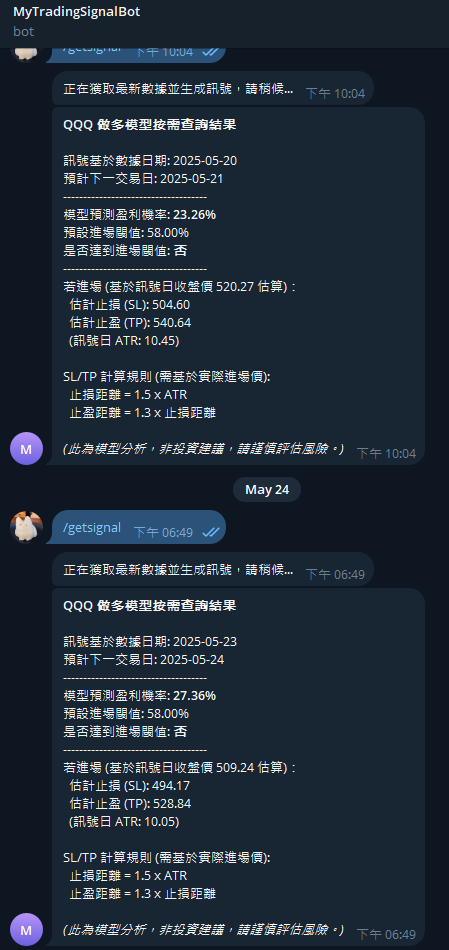 MyTradingSignalBot
bot
/getsignal 下午 10:04
正在獲取最新數據並生成訊號，請稍候... 下午 10:04
QQQ 做多模型按需查詢結果
訊號基於數據日期: 2025-05-20
預計下一交易日: 2025-05-21
------------------------------------
模型預測盈利機率: 23.26%
預設進場閾值: 58.00%
是否達到進場閾值: 否
------------------------------------
若進場 (基於訊號日收盤價 520.27 估算)：
估計止損 (SL): 504.60
估計止盈 (TP): 540.64
(訊號日 ATR: 10.45)
SL/TP 計算規則 (需基於實際進場價):
止損距離 = 1.5 x ATR
止盈距離 = 1.3 x 止損距離
M
(此為模型分析，非投資建議，請謹慎評估風險。) 下午 10:04
May 24
/getsignal 下午 06:49
正在獲取最新數據並生成訊號，請稍候... 下午 06:49
QQQ 做多模型按需查詢結果
訊號基於數據日期: 2025-05-23
預計下一交易日: 2025-05-24
------------------------------------
模型預測盈利機率: 27.36%
預設進場閾值: 58.00%
是否達到進場閾值: 否
------------------------------------
若進場 (基於訊號日收盤價 509.24 估算)：
估計止損 (SL): 494.17
估計止盈 (TP): 528.84
(訊號日 ATR: 10.05)
SL/TP 計算規則 (需基於實際進場價):
止損距離 = 1.5 x ATR
止盈距離 = 1.3 x 止損距離
M
(此為模型分析，非投資建議，請謹慎評估風險。) 下午 06:49